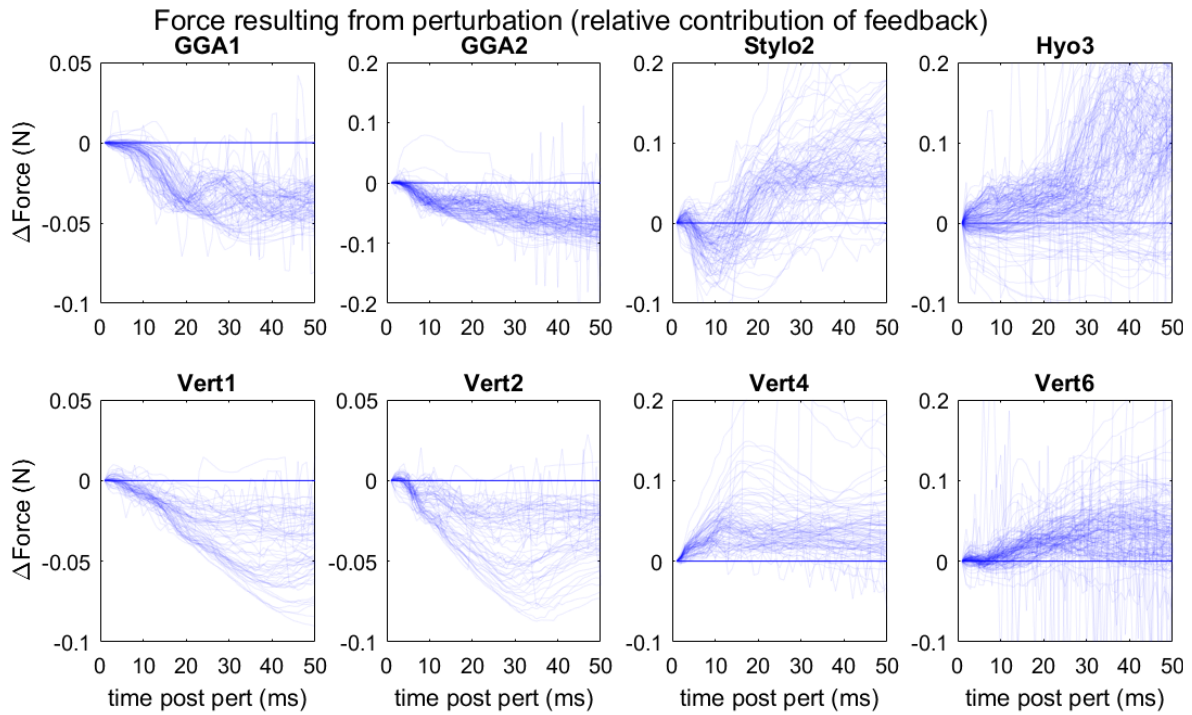 Force resulting from perturbation (relative contribution of feedback)
GGA1 GGA2 Stylo2 Hyo3
0.05 0.2 0.2 0.2
0 0.1 0.1 0.1
-0.05 0 0 0
-0.1 -0.1 -0.1 -0.1
-0.2
ΔForce (N)
0 10 20 30 40 50 0 10 20 30 40 50 0 10 20 30 40 50 0 10 20 30 40 50
Vert1 Vert2 Vert4 Vert6
0.05 0.05 0.2 0.2
0 0 0.1 0.1
-0.05 -0.05 0 0
-0.1 -0.1 -0.1 -0.1
ΔForce (N)
0 10 20 30 40 50 0 10 20 30 40 50 0 10 20 30 40 50 0 10 20 30 40 50
time post pert (ms) time post pert (ms) time post pert (ms) time post pert (ms)